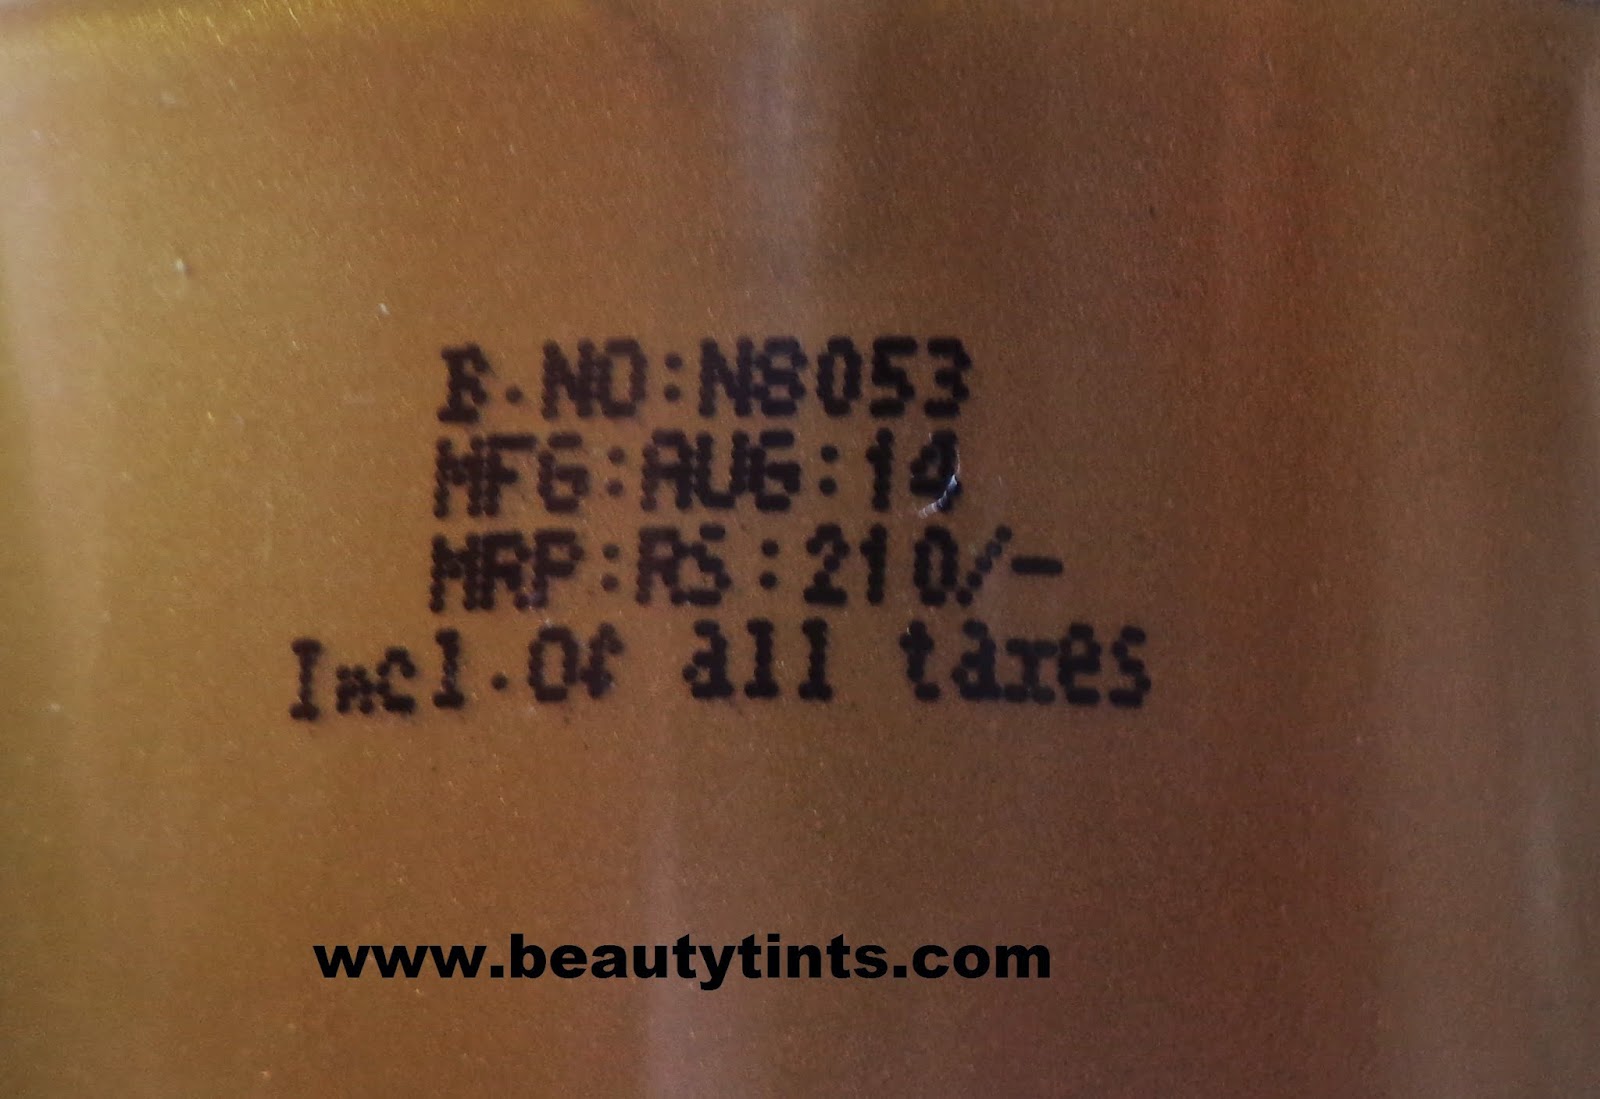 B.NO:N8053
MFG:AUG:14
MRP:RS:210/-
Incl.Of all taxes
www.beautytints.com